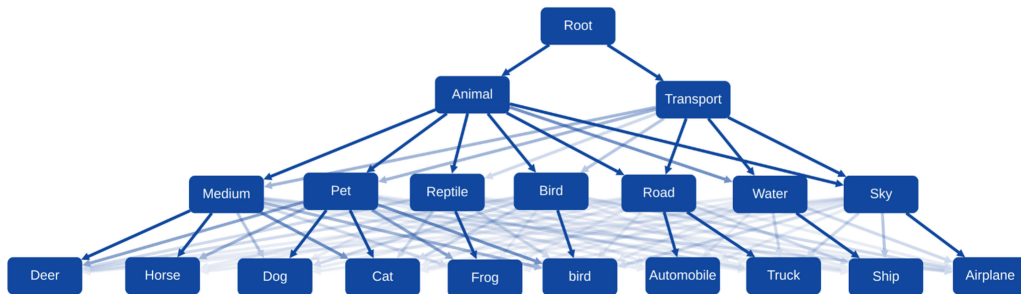 Root
Animal
Transport
Medium
Pet
Reptile
Bird
Road
Water
Sky
Deer
Horse
Dog
Cat
Frog
bird
Automobile
Truck
Ship
Airplane